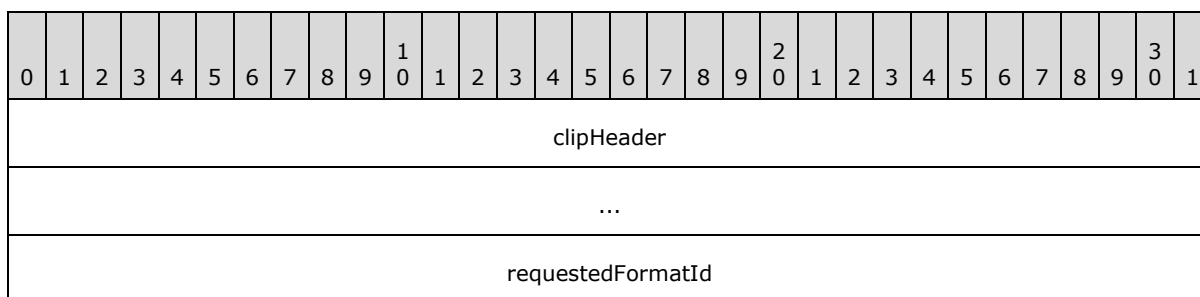 1 2 3
0 1 2 3 4 5 6 7 8 9 0 1 2 3 4 5 6 7 8 9 0 1 2 3 4 5 6 7 8 9 0 1
clipHeader
...
requestedFormatId